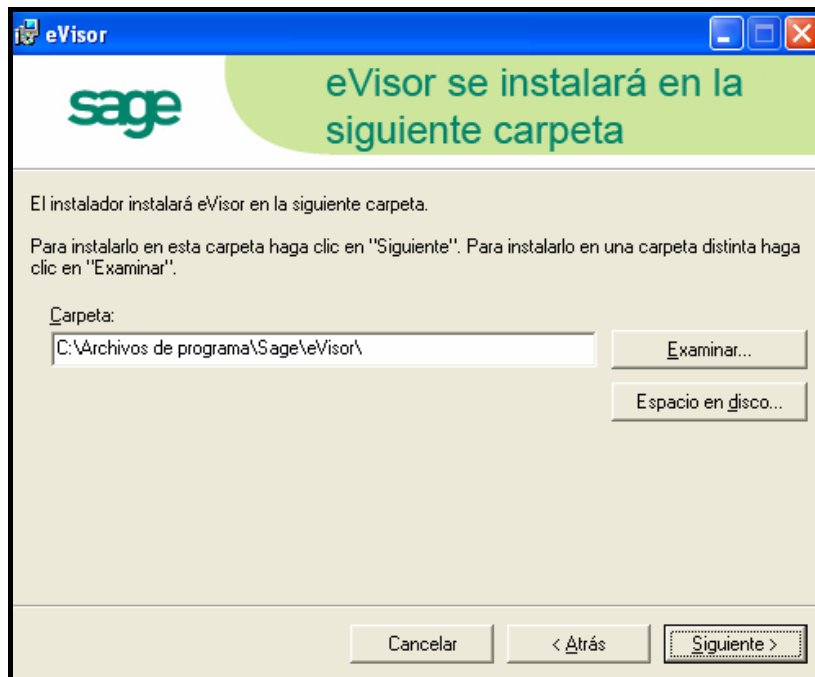 eVisor
sage
eVisor se instalará en la
siguiente carpeta
El instalador instalará eVisor en la siguiente carpeta.
Para instalarlo en esta carpeta haga clic en "Siguiente". Para instalarlo en una carpeta distinta haga
clic en "Examinar".
Carpeta:
C:\Archivos de programa\Sage\eVisor\
Examinar...
Espacio en disco...
Cancelar
< Atrás
Siguiente >